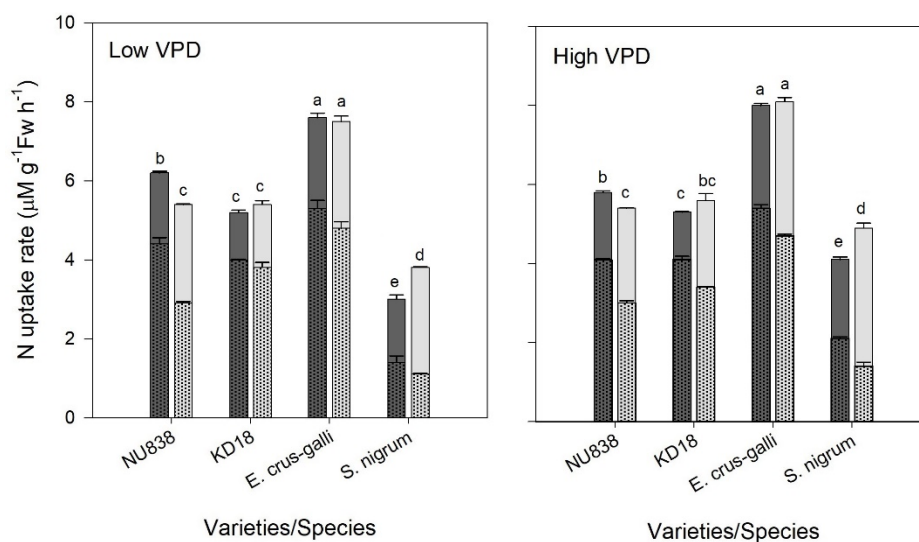 Low VPD
High VPD
N uptake rate (µM g⁻¹Fw h⁻¹)
10
8
6
4
2
0
b
c
c
c
a
a
e
d
b
c
c
bc
a
a
e
d
NU838
KD18
E. crus-galli
S. nigrum
NU838
KD18
E. crus-galli
S. nigrum
Varieties/Species
Varieties/Species